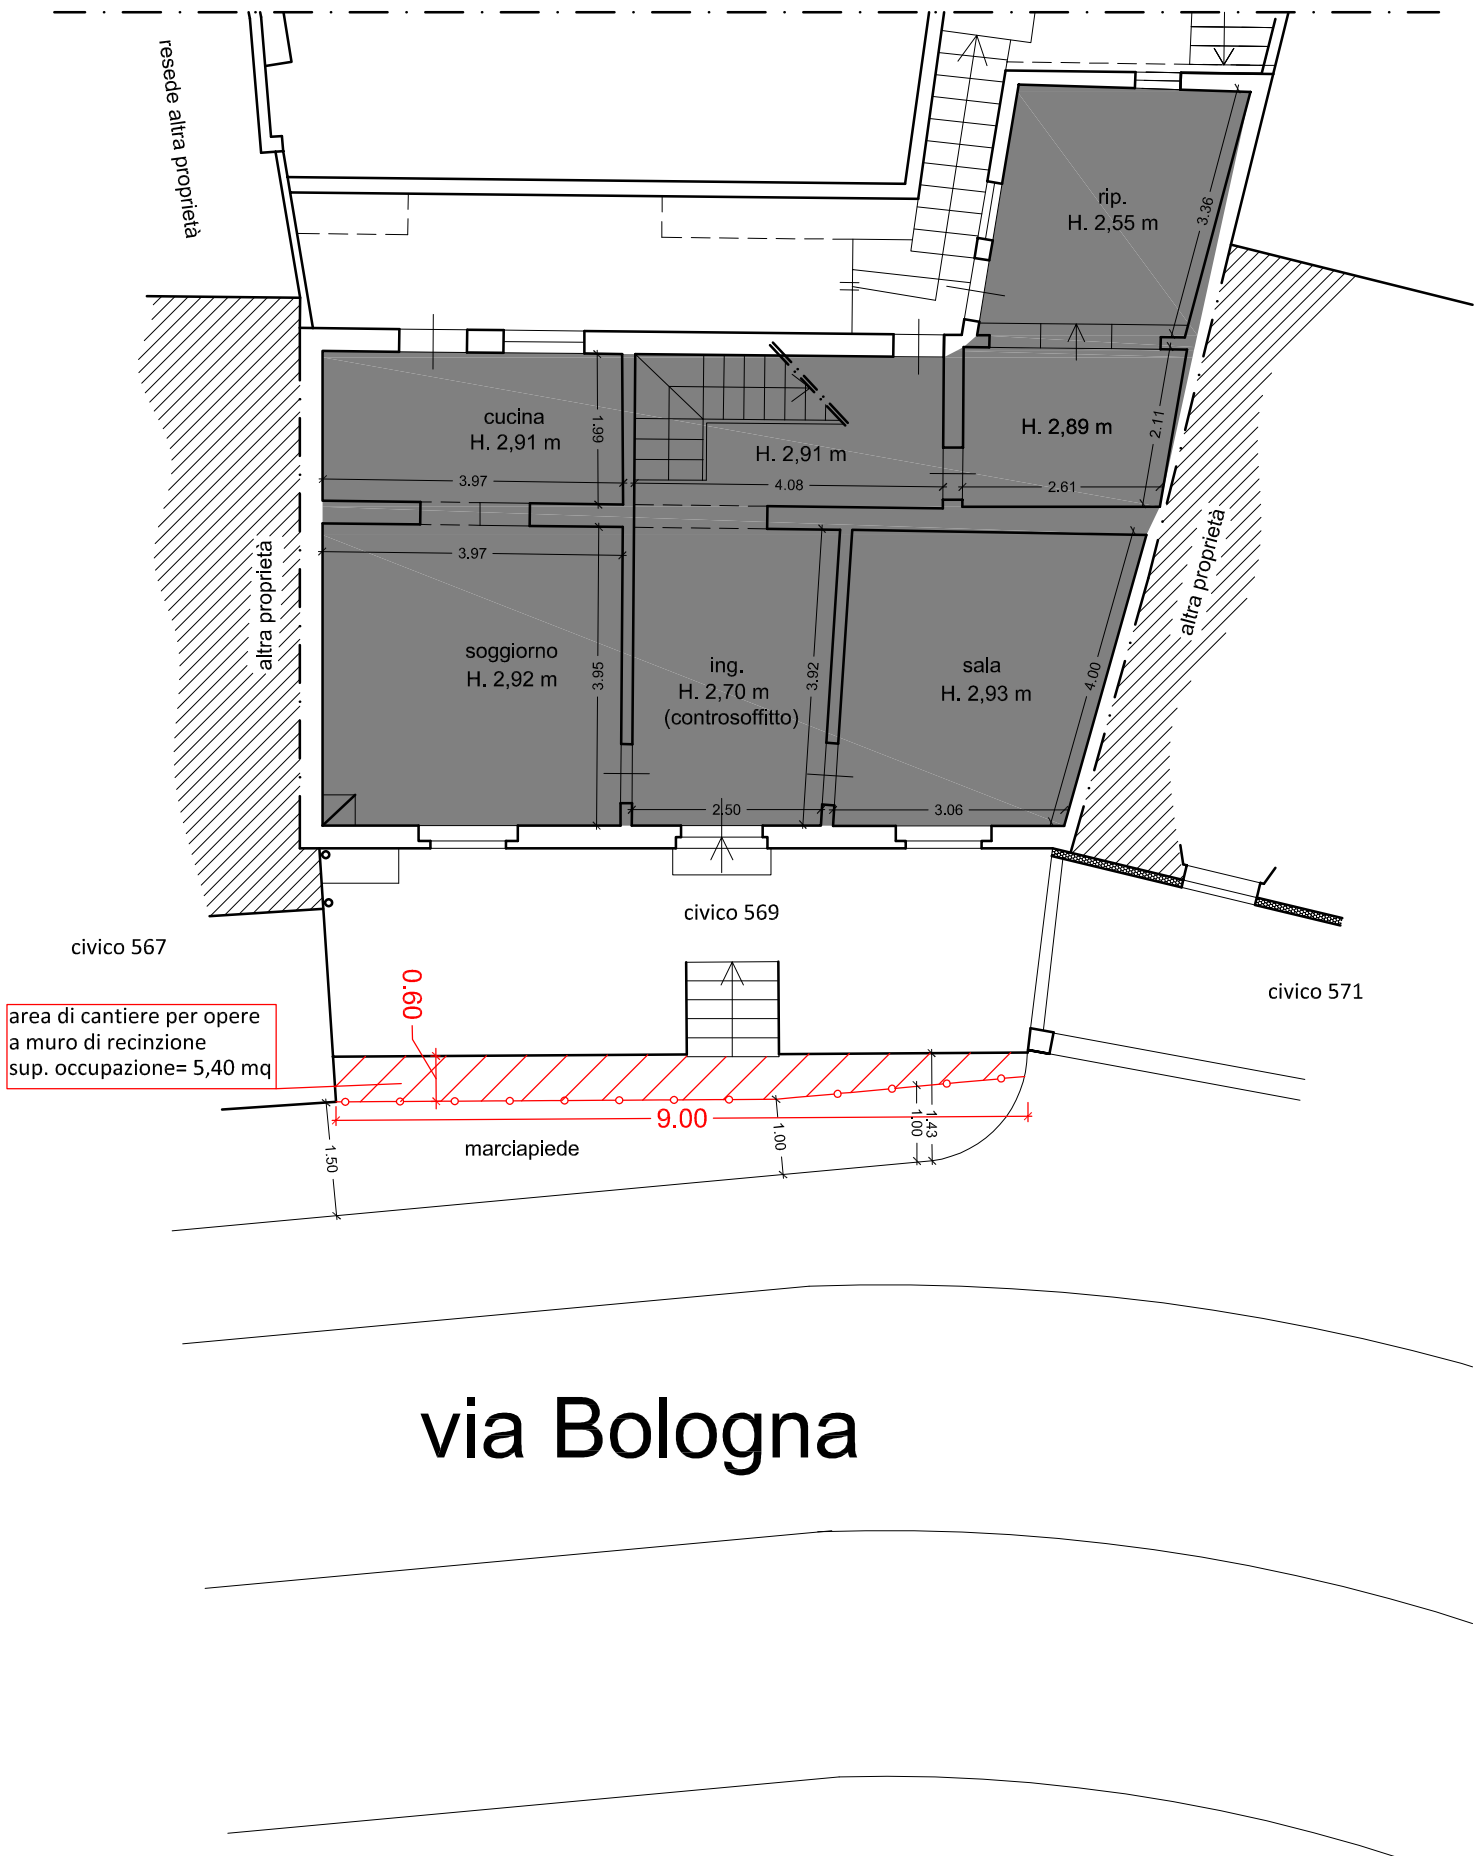 resede altra proprietà
rip.
H. 2,55 m
3.36
cucina
H. 2,91 m
1.69
3.97
H. 2,91 m
4.08
H. 2,89 m
2.11
2.61
3.97
altra proprietà
altra proprietà
soggiorno
H. 2,92 m
3.95
ing.
H. 2,70 m
(controsoffitto)
3.92
sala
H. 2,93 m
4.00
2.50
3.06
civico 569
civico 567
civico 571
0.60
area di cantiere per opere
a muro di recinzione
sup. occupazione= 5,40 mq
9.00
1.50
marciapiede
1.00
1.00
1.43
via Bologna